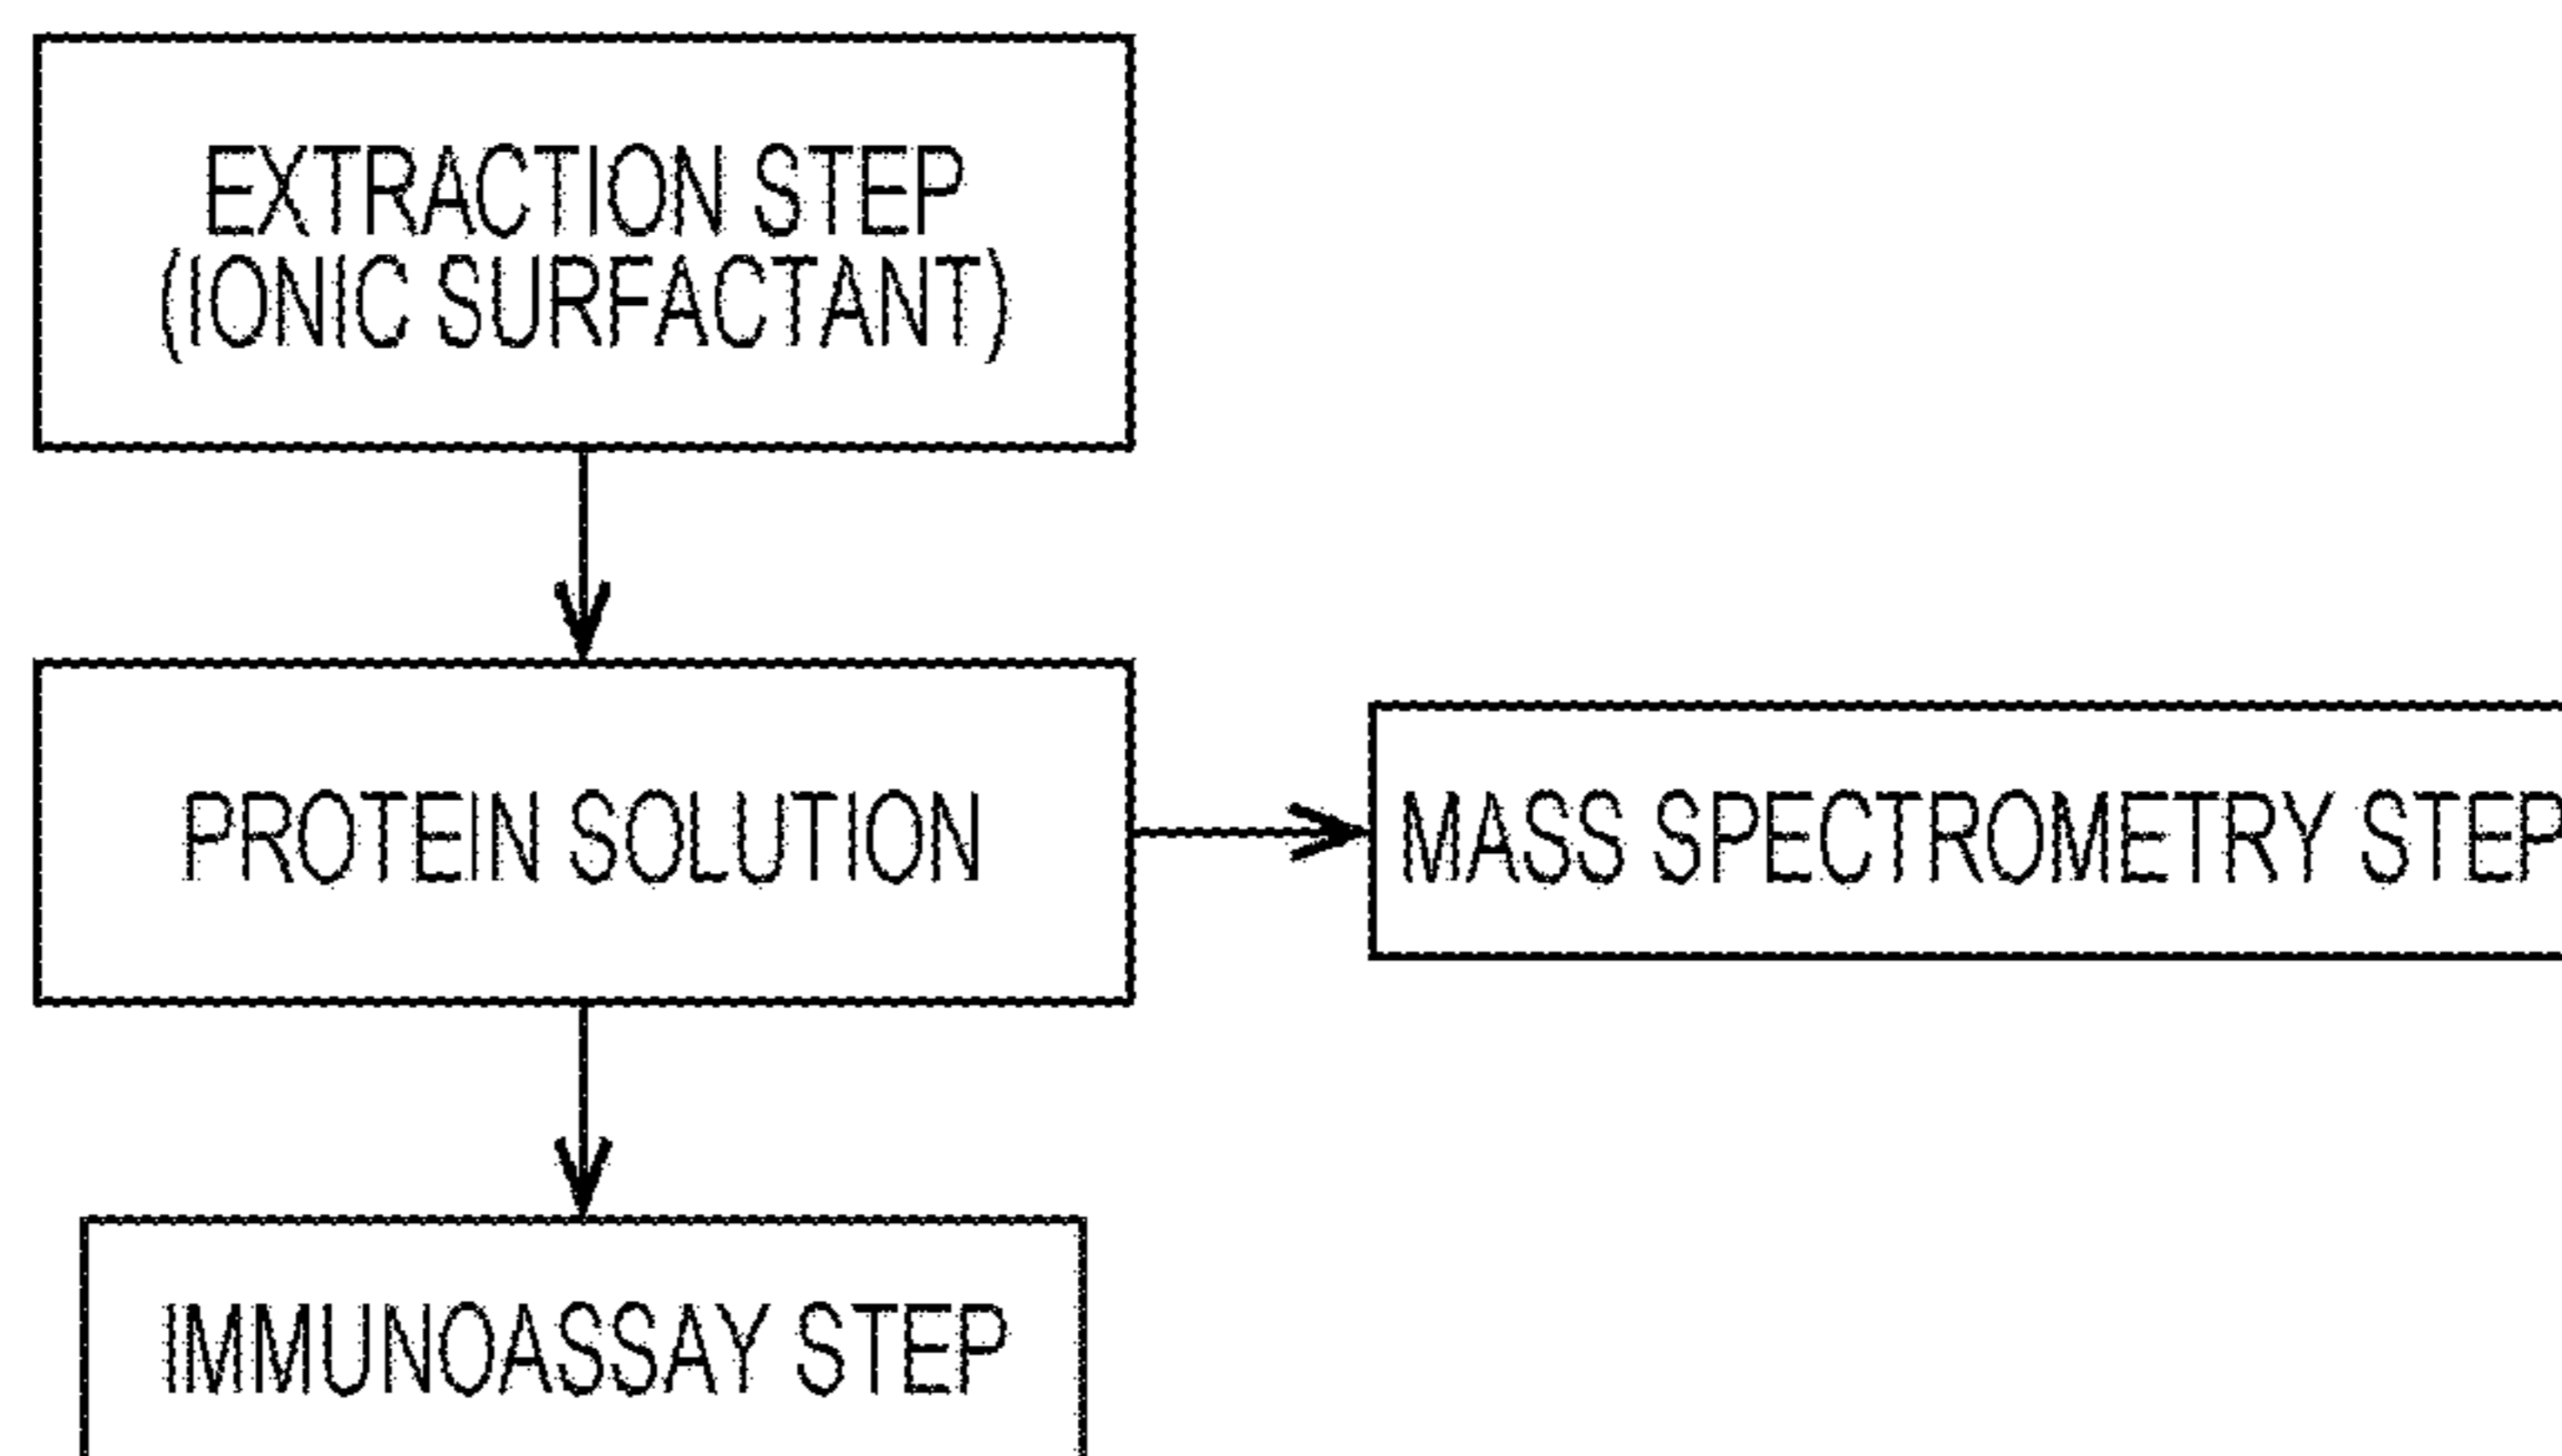 EXTRACTION STEP
(IONIC SURFACTANT)
PROTEIN SOLUTION
MASS SPECTROMETRY STEP
IMMUNOASSAY STEP